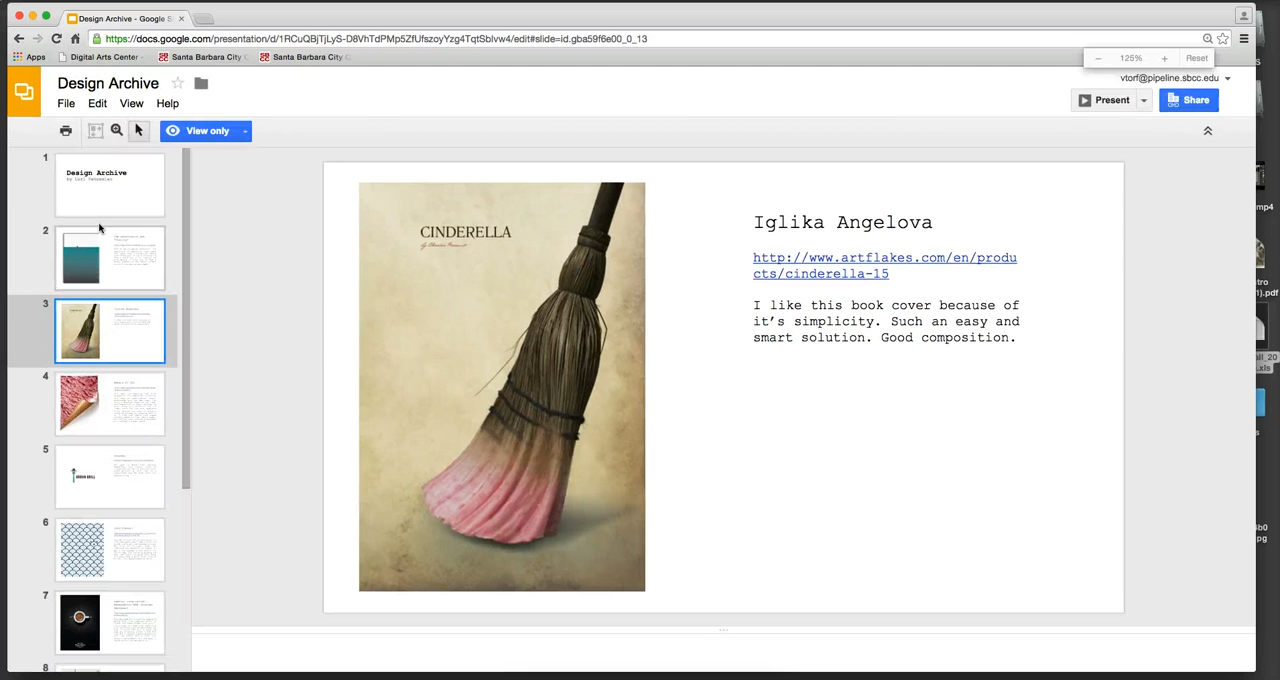 Design Archive - Google S
https://docs.google.com/presentation/d/1RCuQBjTjLyS-D8VhTdPMp5ZfUfszoyYzg4TqtSblvw4/edit#slide=id.gba59f6e00_0_13
Apps
Digital Arts Center -
Santa Barbara City
Santa Barbara City
125%
Reset
Design Archive
vtorf@pipeline.sbcc.edu
File Edit View Help
Present
Share
View only
1
Design Archive
2
3
4
5
6
7
8
CINDERELLA
Iglika Angelova
http://www.artflakes.com/en/produ
cts/cinderella-15
I like this book cover because of
it's simplicity. Such an easy and
smart solution. Good composition.
mp4
.pdf
.xls